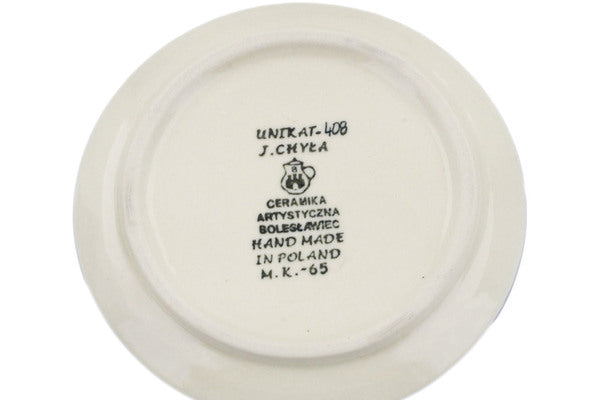 UNIKAT-408
J.CHYŁA
B
CERAMIKA
ARTYSTYCZNA
BOLESŁAWIEC
HAND MADE
IN POLAND
M.K.-65